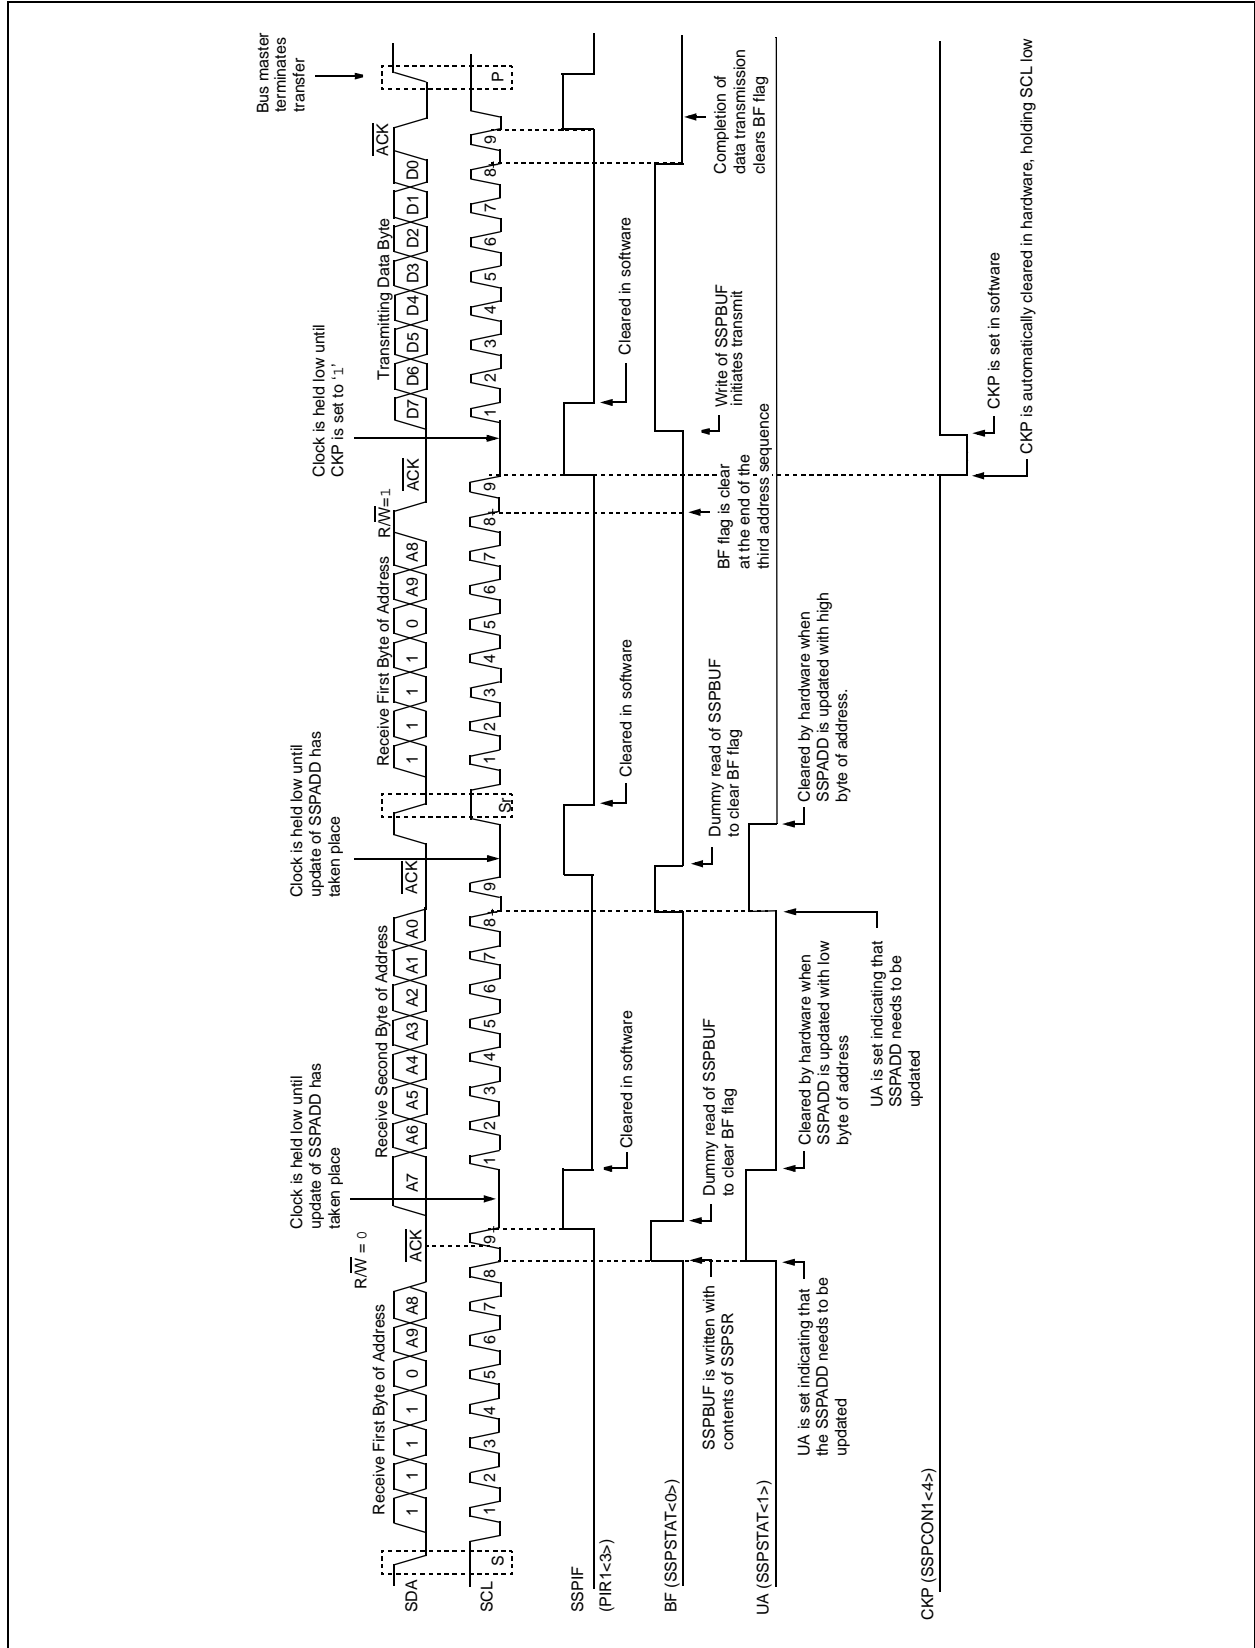 Bus master
terminates
transfer
Clock is held low until
CKP is set to ‘1’
Clock is held low until
update of SSPADD has
taken place
Clock is held low until
update of SSPADD has
taken place
R/W = 0
R/W=1
Receive First Byte of Address
ACK
Receive Second Byte of Address
ACK
Receive First Byte of Address
ACK
Transmitting Data Byte
ACK
SDA
1 1 1 1 0 A9 A8
A7 A6 A5 A4 A3 A2 A1 A0
1 1 1 1 0 A9 A8
D7 D6 D5 D4 D3 D2 D1 D0
SCL
S
1 2 3 4 5 6 7 8 9
1 2 3 4 5 6 7 8 9
Sr
1 2 3 4 5 6 7 8 9
1 2 3 4 5 6 7 8 9
P
SSPIF
(PIR1<3>)
Cleared in software
Cleared in software
Cleared in software
BF (SSPSTAT<0>)
SSPBUF is written with
contents of SSPSR
Dummy read of SSPBUF
to clear BF flag
Dummy read of SSPBUF
to clear BF flag
BF flag is clear
at the end of the
third address sequence
Write of SSPBUF
initiates transmit
Completion of
data transmission
clears BF flag
UA (SSPSTAT<1>)
UA is set indicating that
the SSPADD needs to be
updated
Cleared by hardware when
SSPADD is updated with low
byte of address
UA is set indicating that
SSPADD needs to be
updated
Cleared by hardware when
SSPADD is updated with high
byte of address.
CKP (SSPCON1<4>)
CKP is set in software
CKP is automatically cleared in hardware, holding SCL low